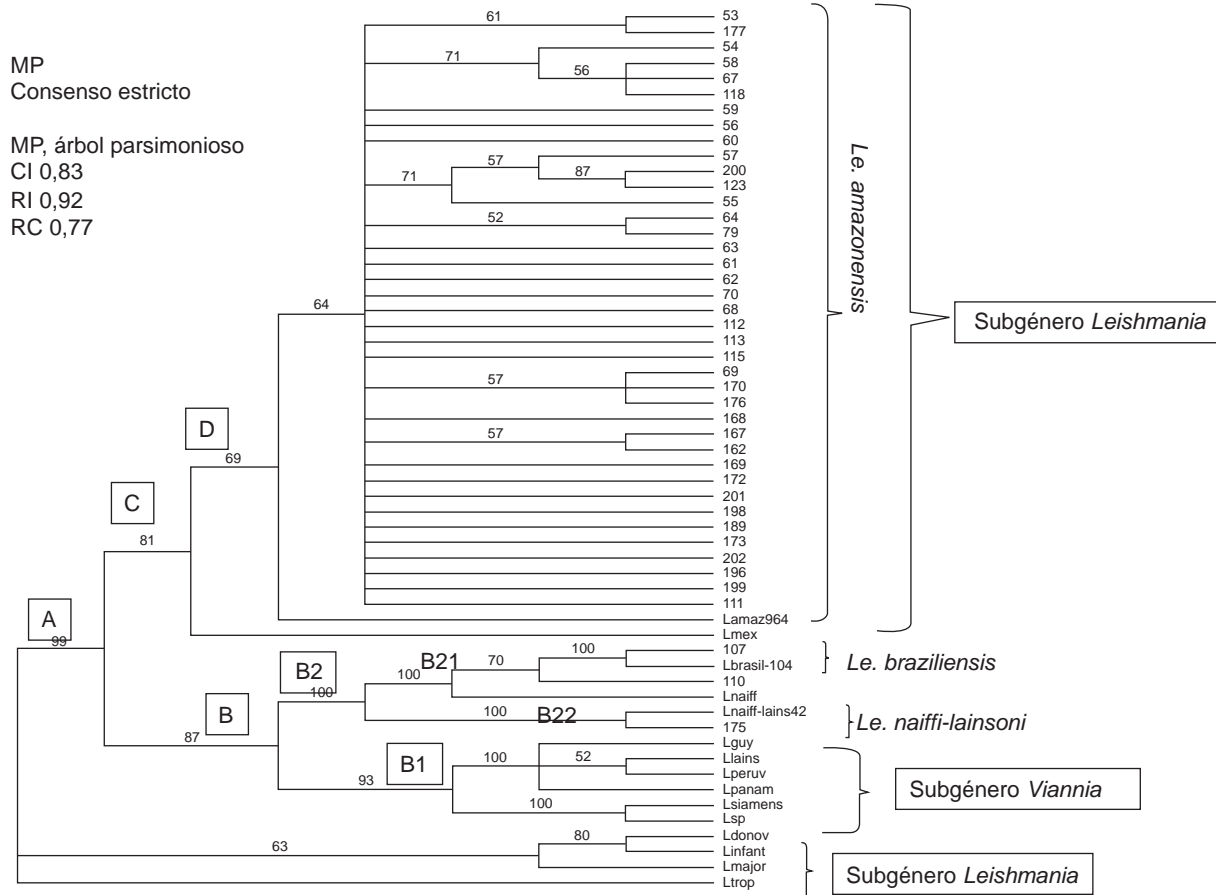 MP
Consenso estricto
MP, árbol parsimonioso
CI 0,83
RI 0,92
RC 0,77
61
53
177
71
54
56
58
67
118
59
56
60
57
57
87
200
123
71
55
52
64
79
63
61
62
70
64
68
112
113
115
69
57
170
176
168
57
167
162
169
172
201
198
189
173
202
196
199
111
Lamaz964
Lmex
Le. amazonensis
Subgénero Leishmania
D
69
C
81
A
99
B
87
B2
100
B21
100
70
100
107
Lbrasil-104
110
Lnaiff
Le. braziliensis
100
B22
Lnaiff-lains42
175
Le. naiffi-lainsoni
B1
93
100
Lguy
52
Llains
Lperuv
Lpanam
100
Lsiamens
Lsp
Subgénero Viannia
63
80
Ldonov
Linfant
Lmajor
Ltrop
Subgénero Leishmania